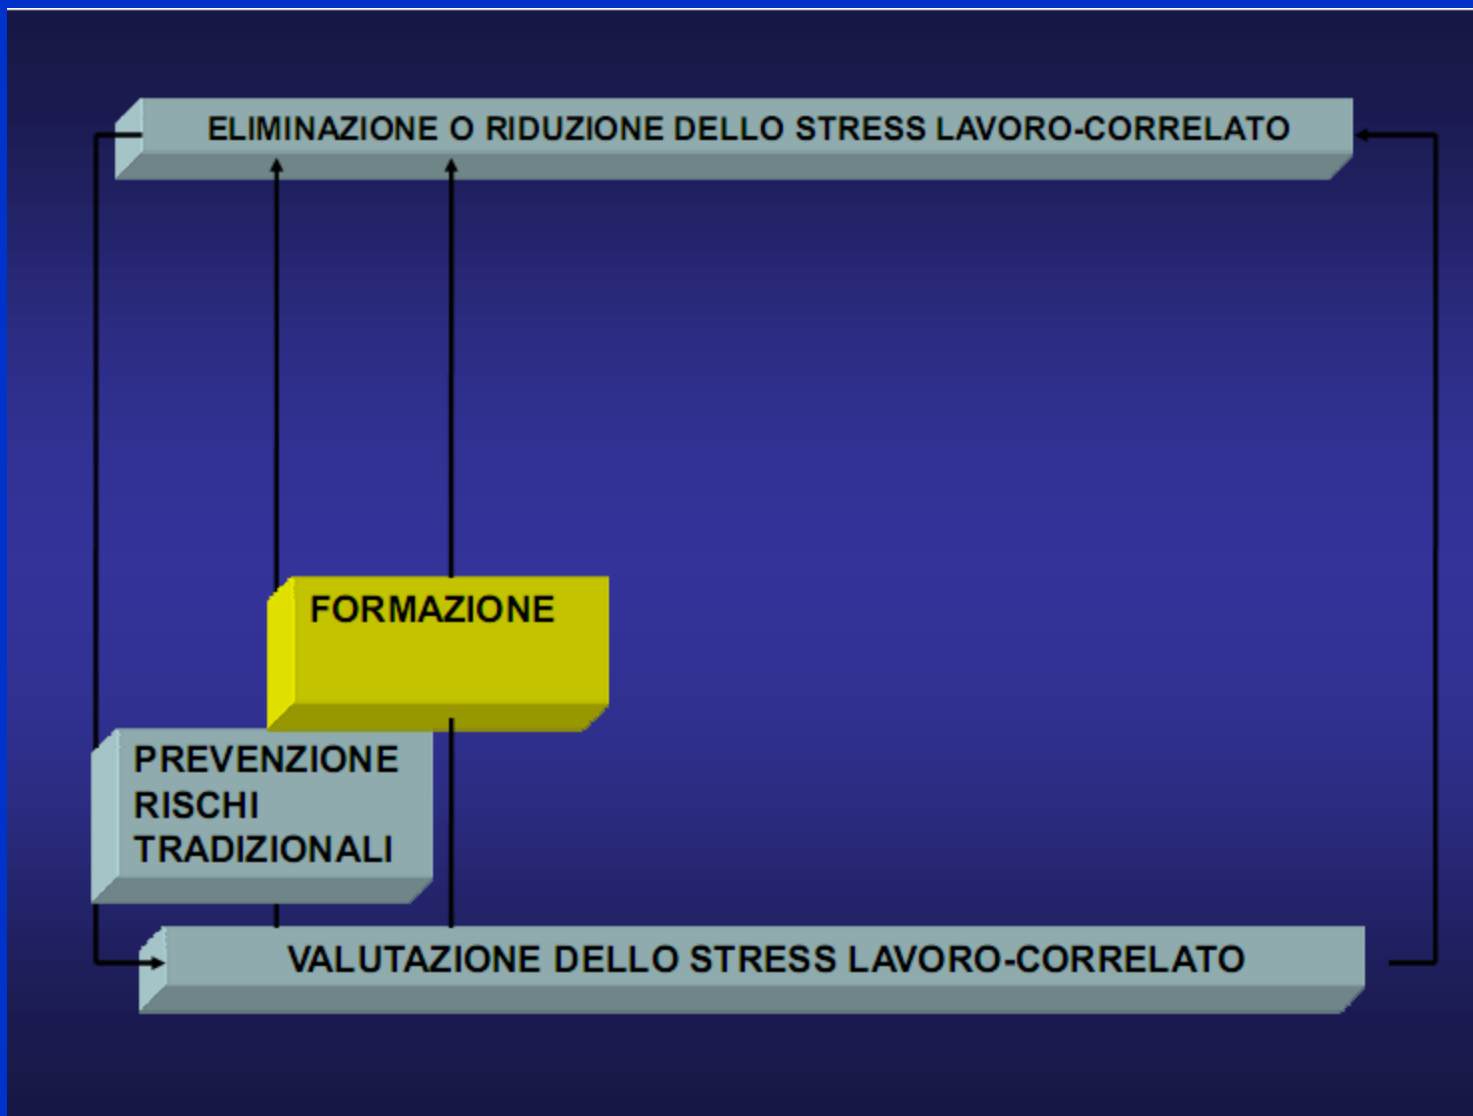 ELIMINAZIONE O RIDUZIONE DELLO STRESS LAVORO-CORRELATO
FORMAZIONE
PREVENZIONE
RISCHI
TRADIZIONALI
VALUTAZIONE DELLO STRESS LAVORO-CORRELATO